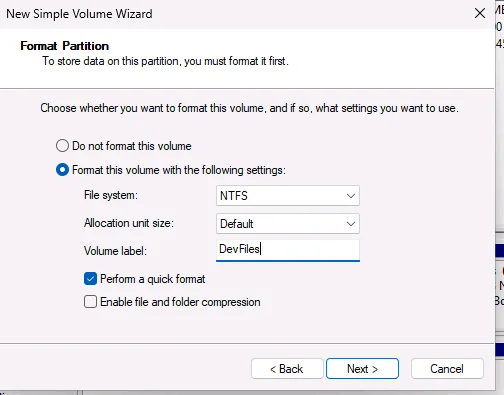 New Simple Volume Wizard
Format Partition
To store data on this partition, you must format it first.
Choose whether you want to format this volume, and if so, what settings you want to use.
Do not format this volume
Format this volume with the following settings:
File system: NTFS
Allocation unit size: Default
Volume label: DevFiles
Perform a quick format
Enable file and folder compression
< Back Next > Cancel